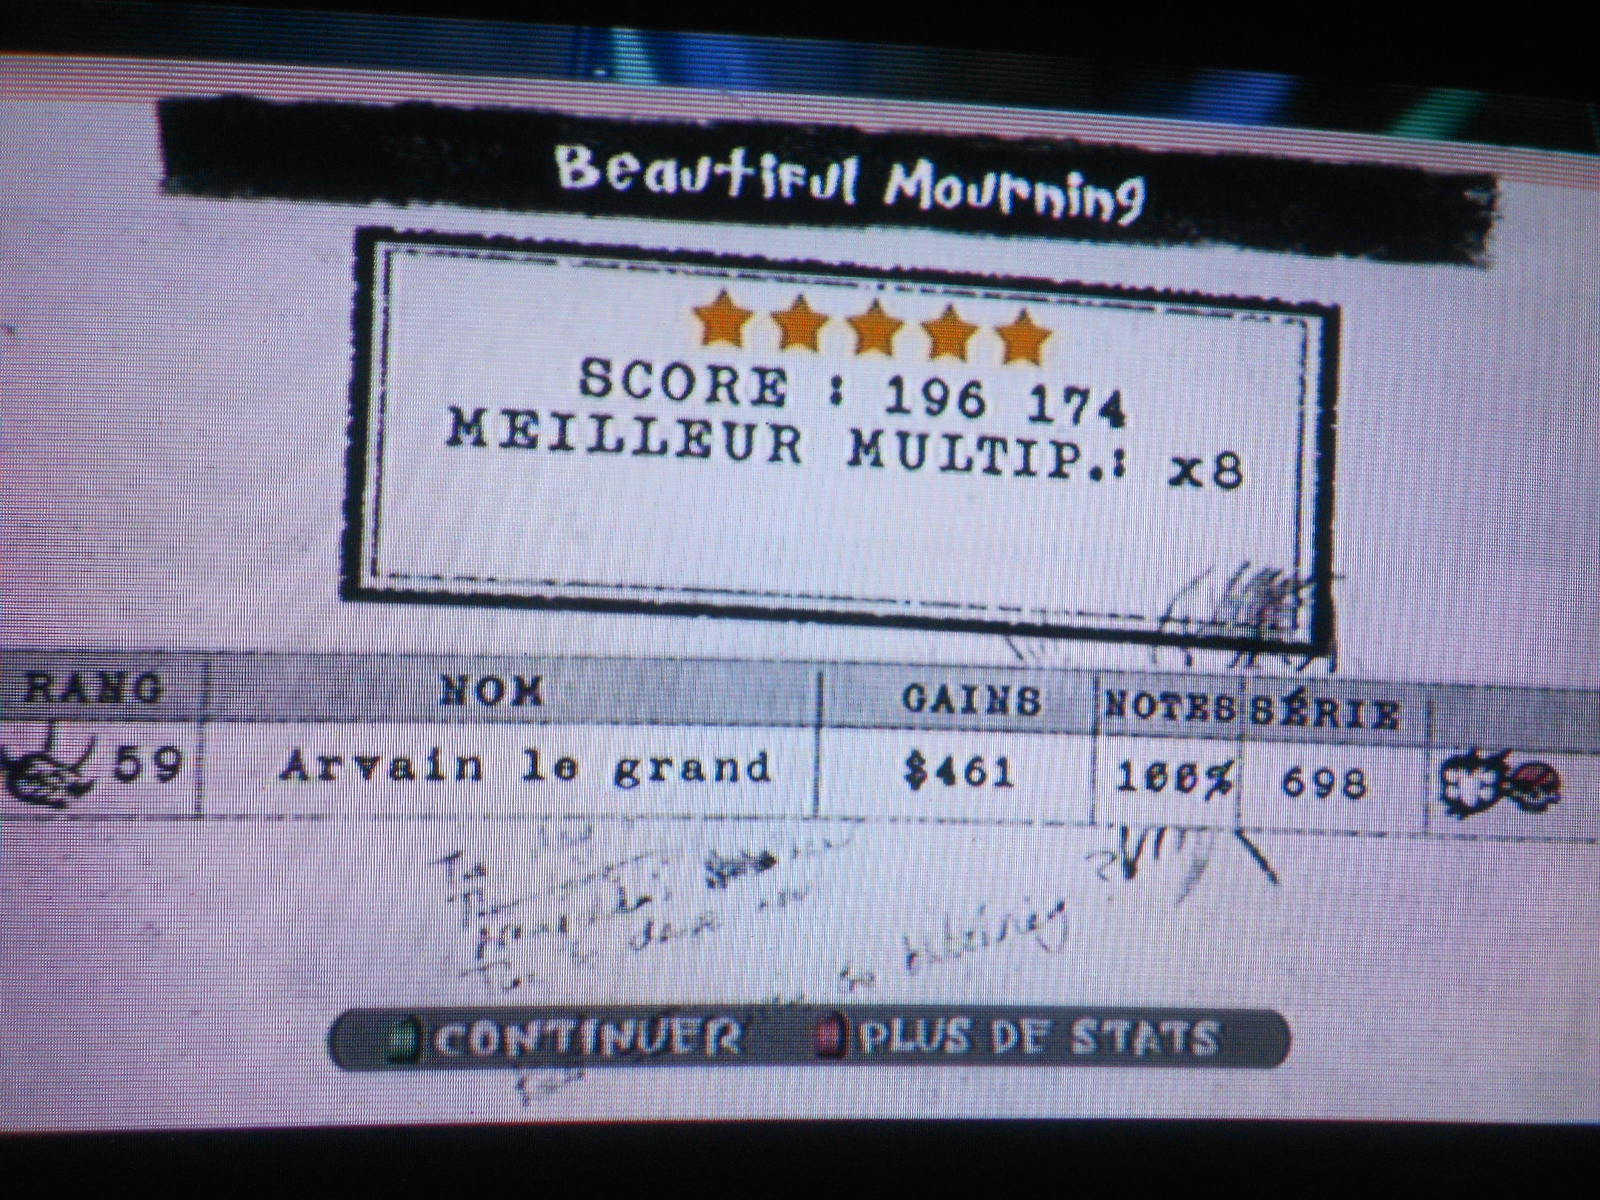 Beautiful Mourning
SCORE : 196 174
MEILLEUR MULTIP.: x8
RANG NOM GAINS NOTES SÉRIE
59 Arvain le grand $461 100% 698
so
CONTINUER PLUS DE STATS